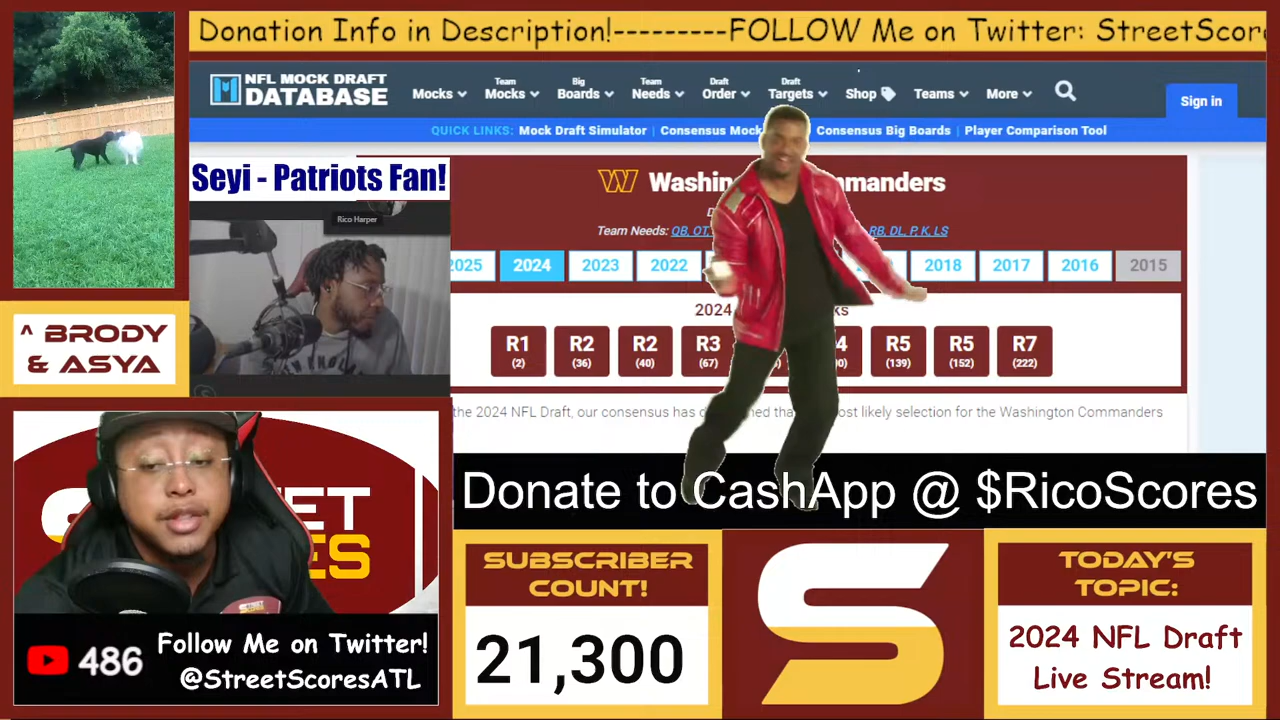 Donation Info in Description!---------FOLLOW Me on Twitter: StreetScor
NFL MOCK DRAFT
DATABASE
Mocks
Team
Mocks
Big
Boards
Team
Needs
Draft
Order
Draft
Targets
Shop
Teams
More
Sign in
QUICK LINKS: Mock Draft Simulator | Consensus Mock Consensus Big Boards | Player Comparison Tool
Seyi - Patriots Fan!
Rico Harper
Team Needs: QB, OT, RB, DL, P, K, LS
2025 2024 2023 2022 2018 2017 2016 2015
2024
R1
(2)
R2
(36)
R2
(40)
R3
(67)
R5
(139)
R5
(152)
R7
(222)
the 2024 NFL Draft, our consensus has likely selection for the Washington Commanders
^ BRODY
& ASYA
Donate to CashApp @ $RicoScores
SUBSCRIBER
COUNT!
21,300
TODAY'S
TOPIC:
2024 NFL Draft
Live Stream!
486
Follow Me on Twitter!
@StreetScoresATL